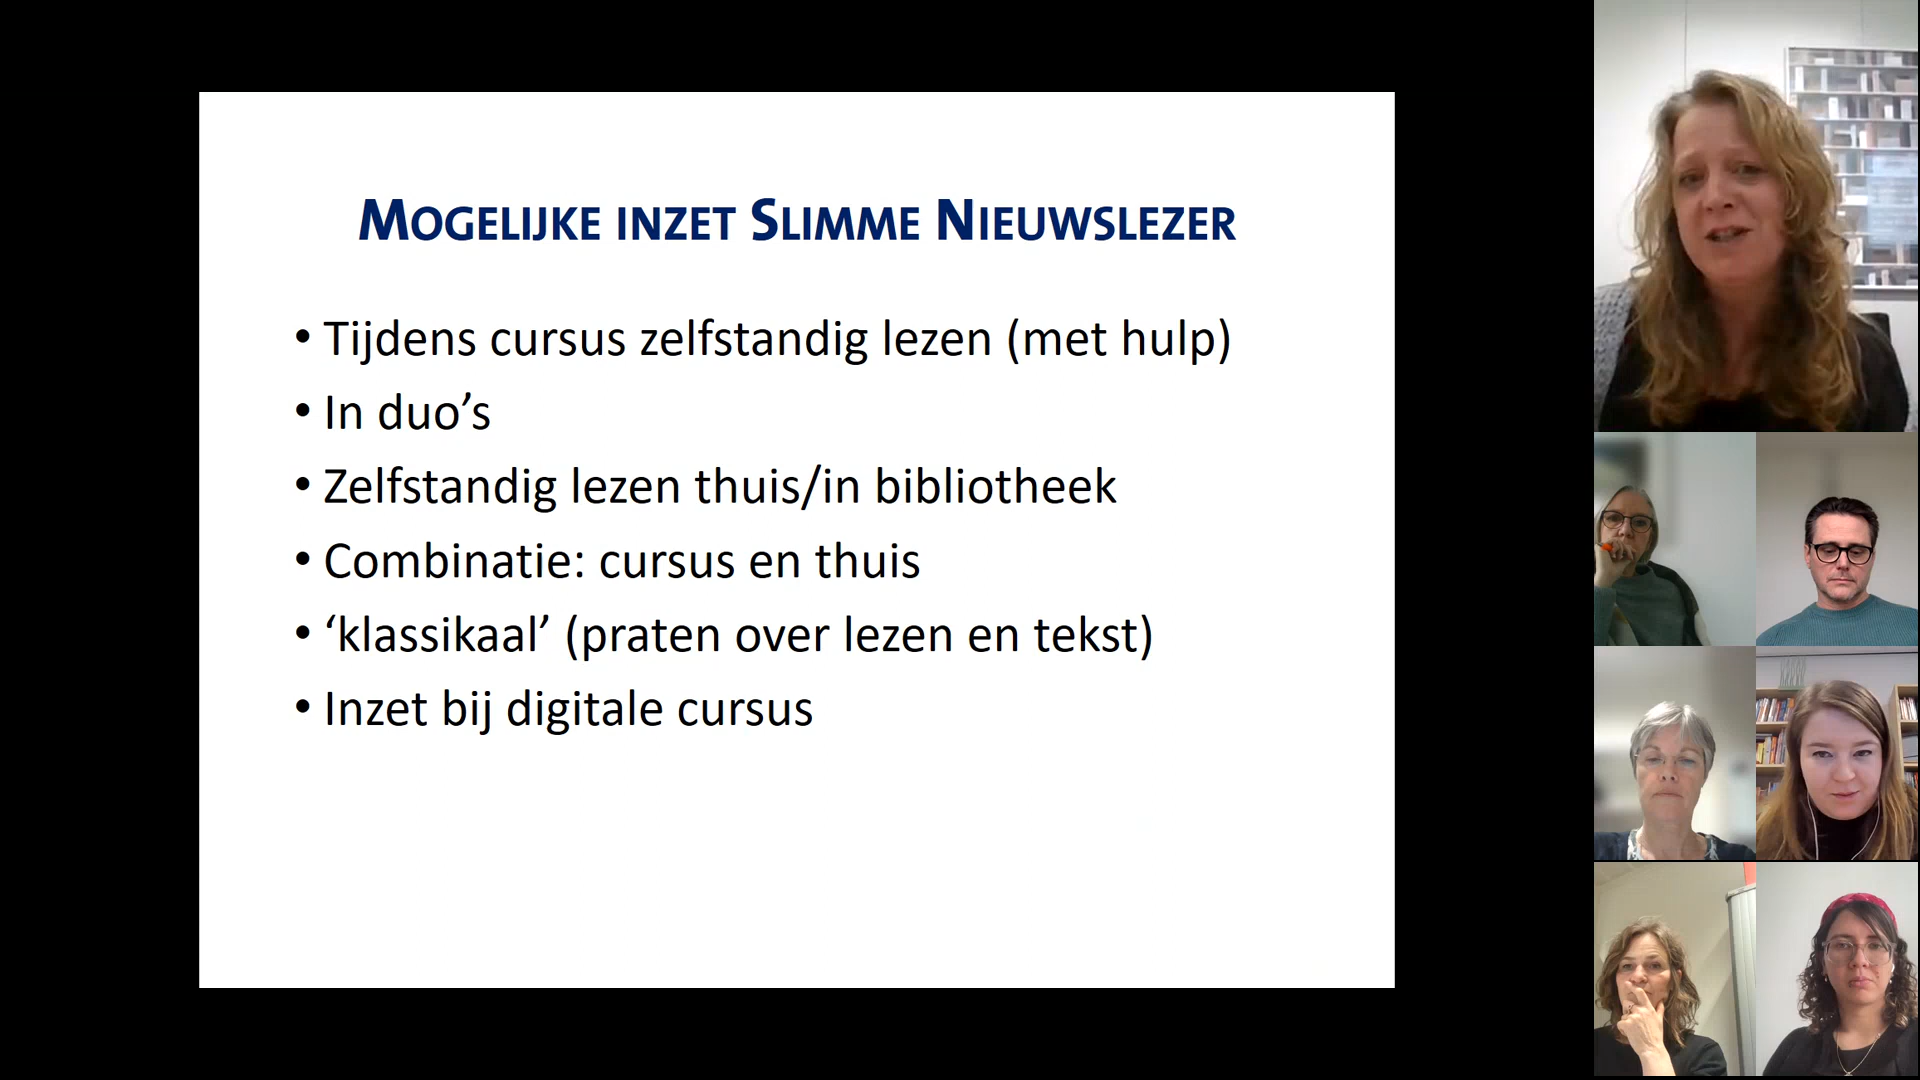 Mogelijke inzet Slimme Nieuwslezer
• Tijdens cursus zelfstandig lezen (met hulp)
• In duo’s
• Zelfstandig lezen thuis/in bibliotheek
• Combinatie: cursus en thuis
• ‘klassikaal’ (praten over lezen en tekst)
• Inzet bij digitale cursus